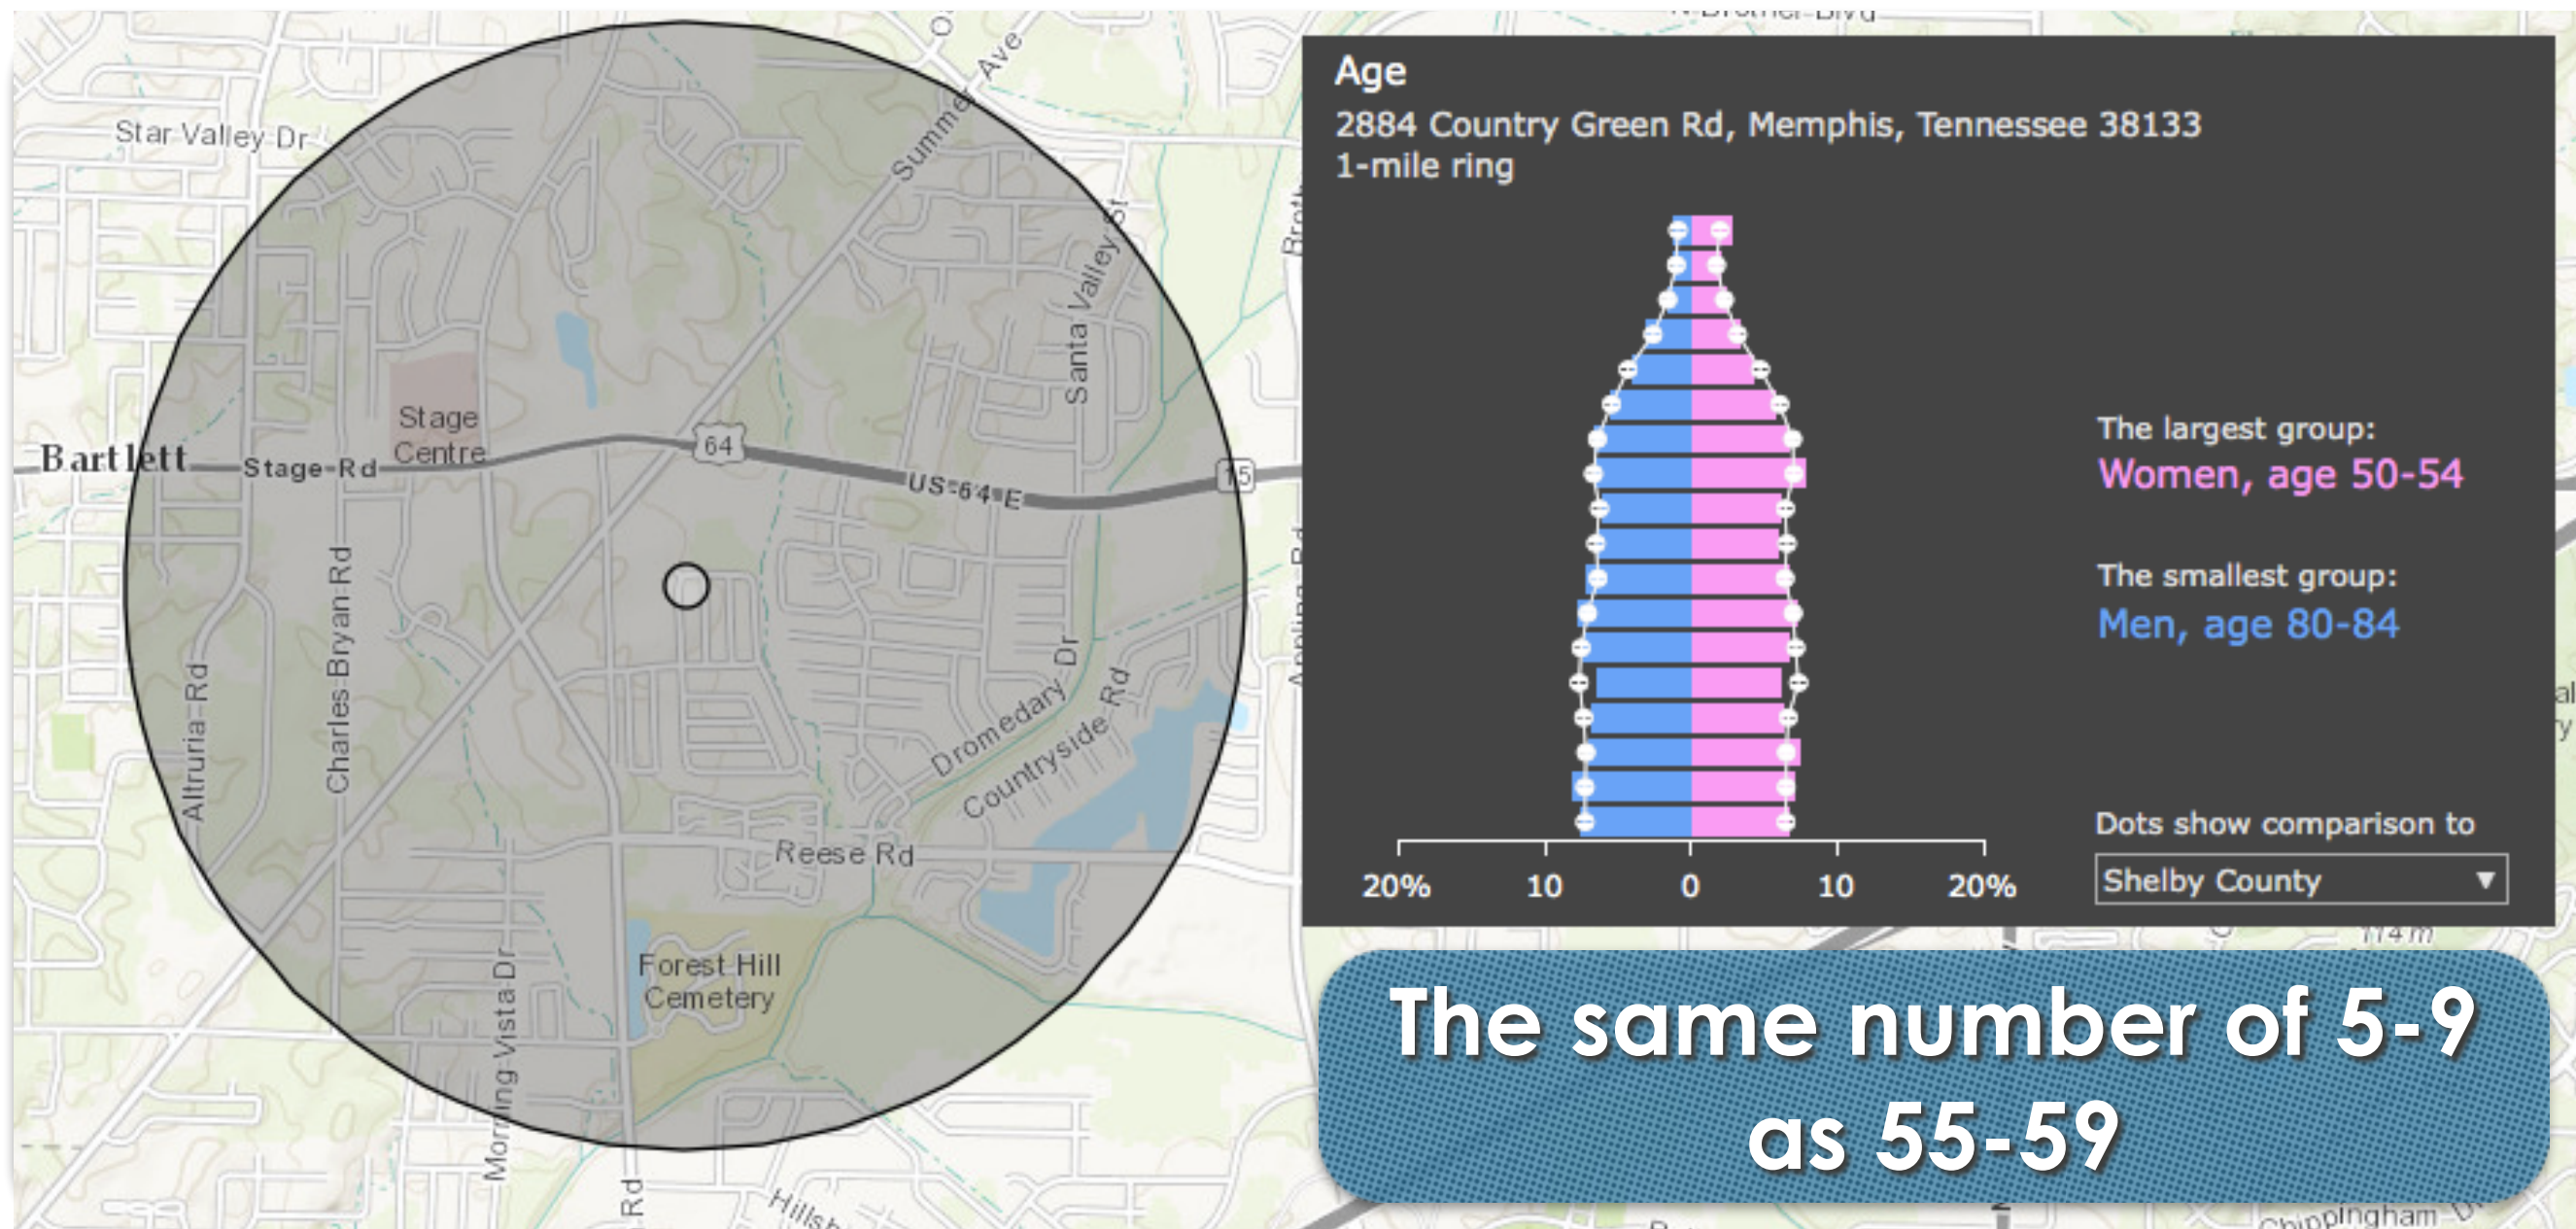 Star Valley Dr
Summer Ave
Santa Valley St
Stage
Centre
Bartlett
Stage-Rd
64
US-64-E
15
Charles-Bryan-Rd
Altruria-Rd
Dromedary Dr
Countryside Rd
Reese Rd
Forest Hill
Cemetery
Morning Vista-Dr
Rd
Age
2884 Country Green Rd, Memphis, Tennessee 38133
1-mile ring
The largest group:
Women, age 50-54
The smallest group:
Men, age 80-84
Dots show comparison to
Shelby County
20% 10 0 10 20%
114 m
The same number of 5-9
as 55-59